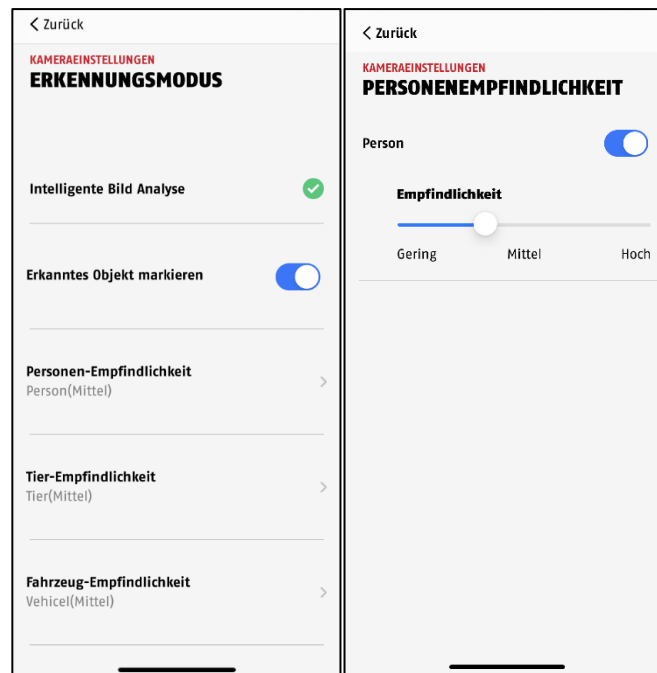 Zurück
KAMERAEINSTELLUNGEN
ERKENNUNGSMODUS
Intelligente Bild Analyse
Erkanntes Objekt markieren
Personen-Empfindlichkeit
Person(Mittel)
Tier-Empfindlichkeit
Tier(Mittel)
Fahrzeug-Empfindlichkeit
Vehicel(Mittel)
Zurück
KAMERAEINSTELLUNGEN
PERSONENEMPFINDLICHKEIT
Person
Empfindlichkeit
Gering Mittel Hoch